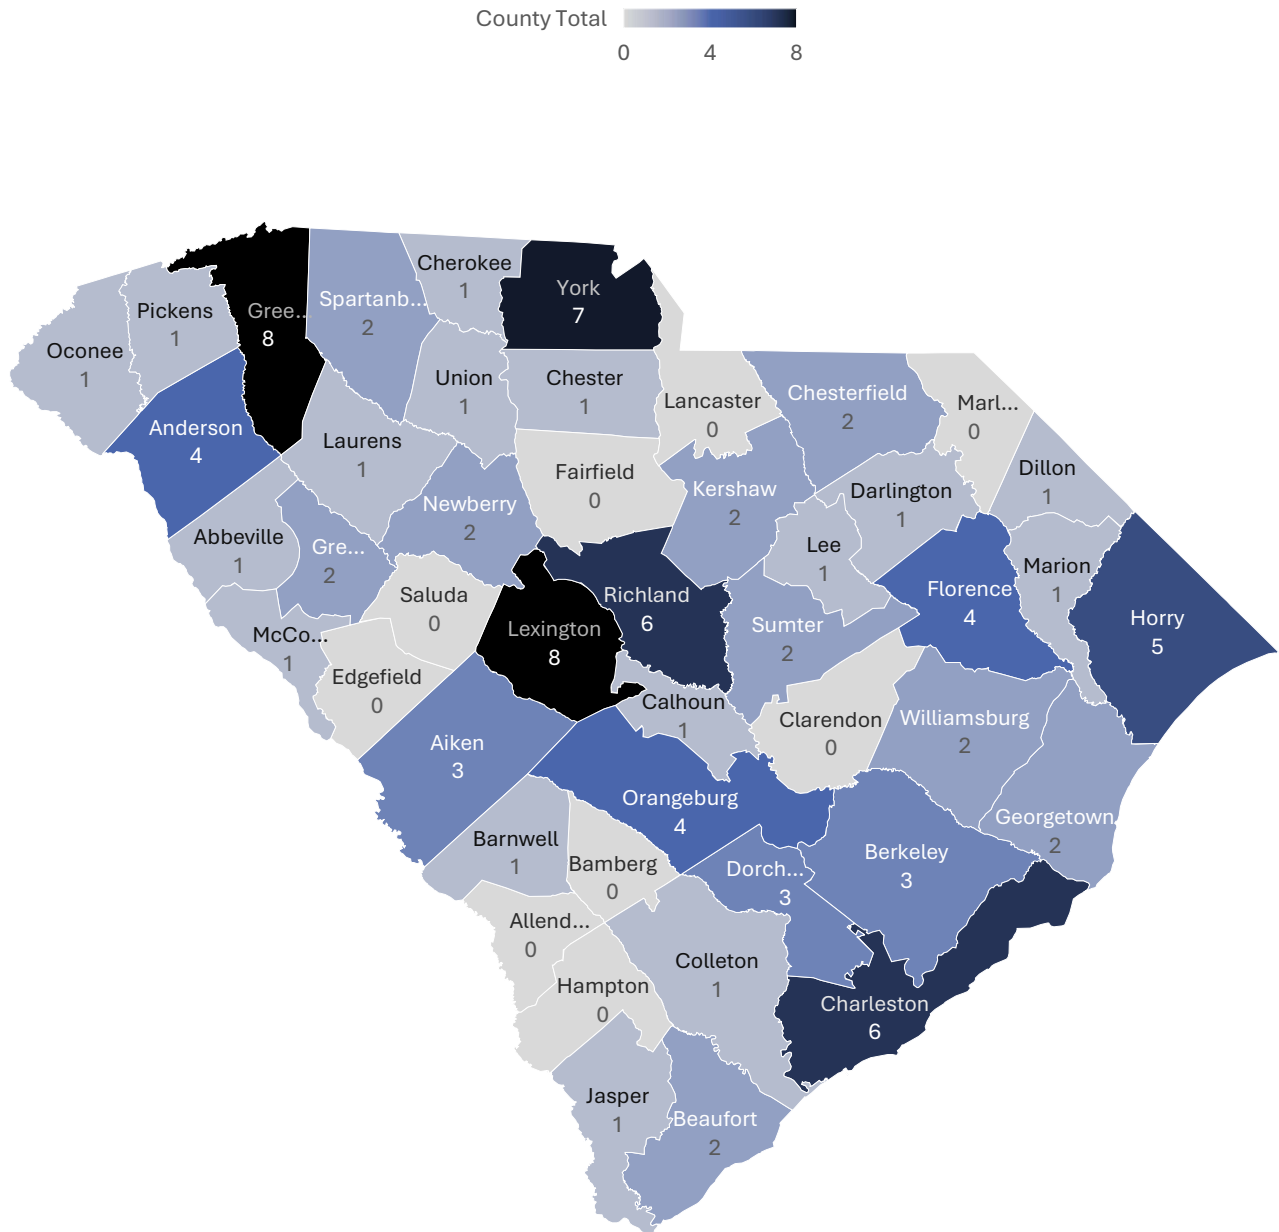 County Total
0 4 8
Cherokee
1
York
7
Pickens
1
Gree...
8
Spartanb...
2
Oconee
1
Union
1
Chester
1
Lancaster
0
Chesterfield
2
Marl...
0
Anderson
4
Laurens
1
Fairfield
0
Kershaw
2
Darlington
1
Dillon
1
Newberry
2
Abbeville
1
Gre...
2
Lee
1
Marion
1
Saluda
0
Richland
6
Florence
4
Horry
5
McCo...
1
Lexington
8
Sumter
2
Edgefield
0
Calhoun
1
Clarendon
0
Williamsburg
2
Aiken
3
Orangeburg
4
Georgetown
2
Barnwell
1
Bamberg
0
Dorch...
3
Berkeley
3
Allend...
0
Colleton
1
Hampton
0
Charleston
6
Jasper
1
Beaufort
2